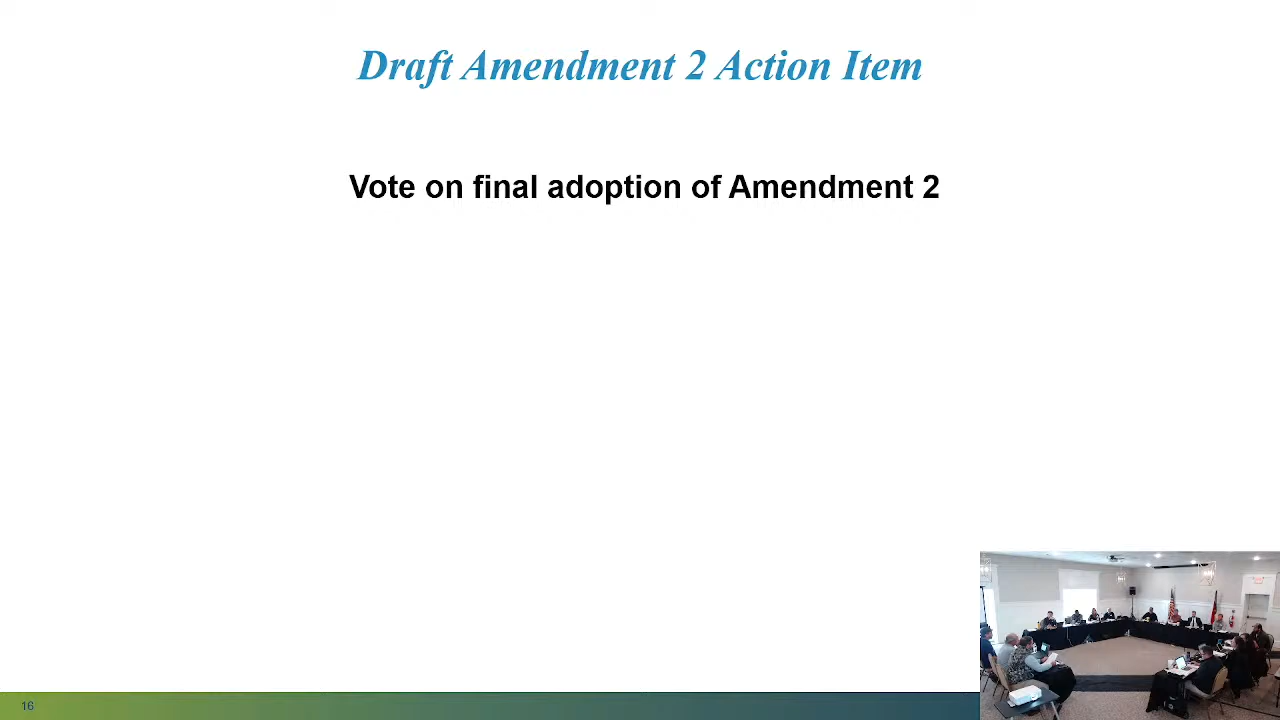 Draft Amendment 2 Action Item
Vote on final adoption of Amendment 2
16